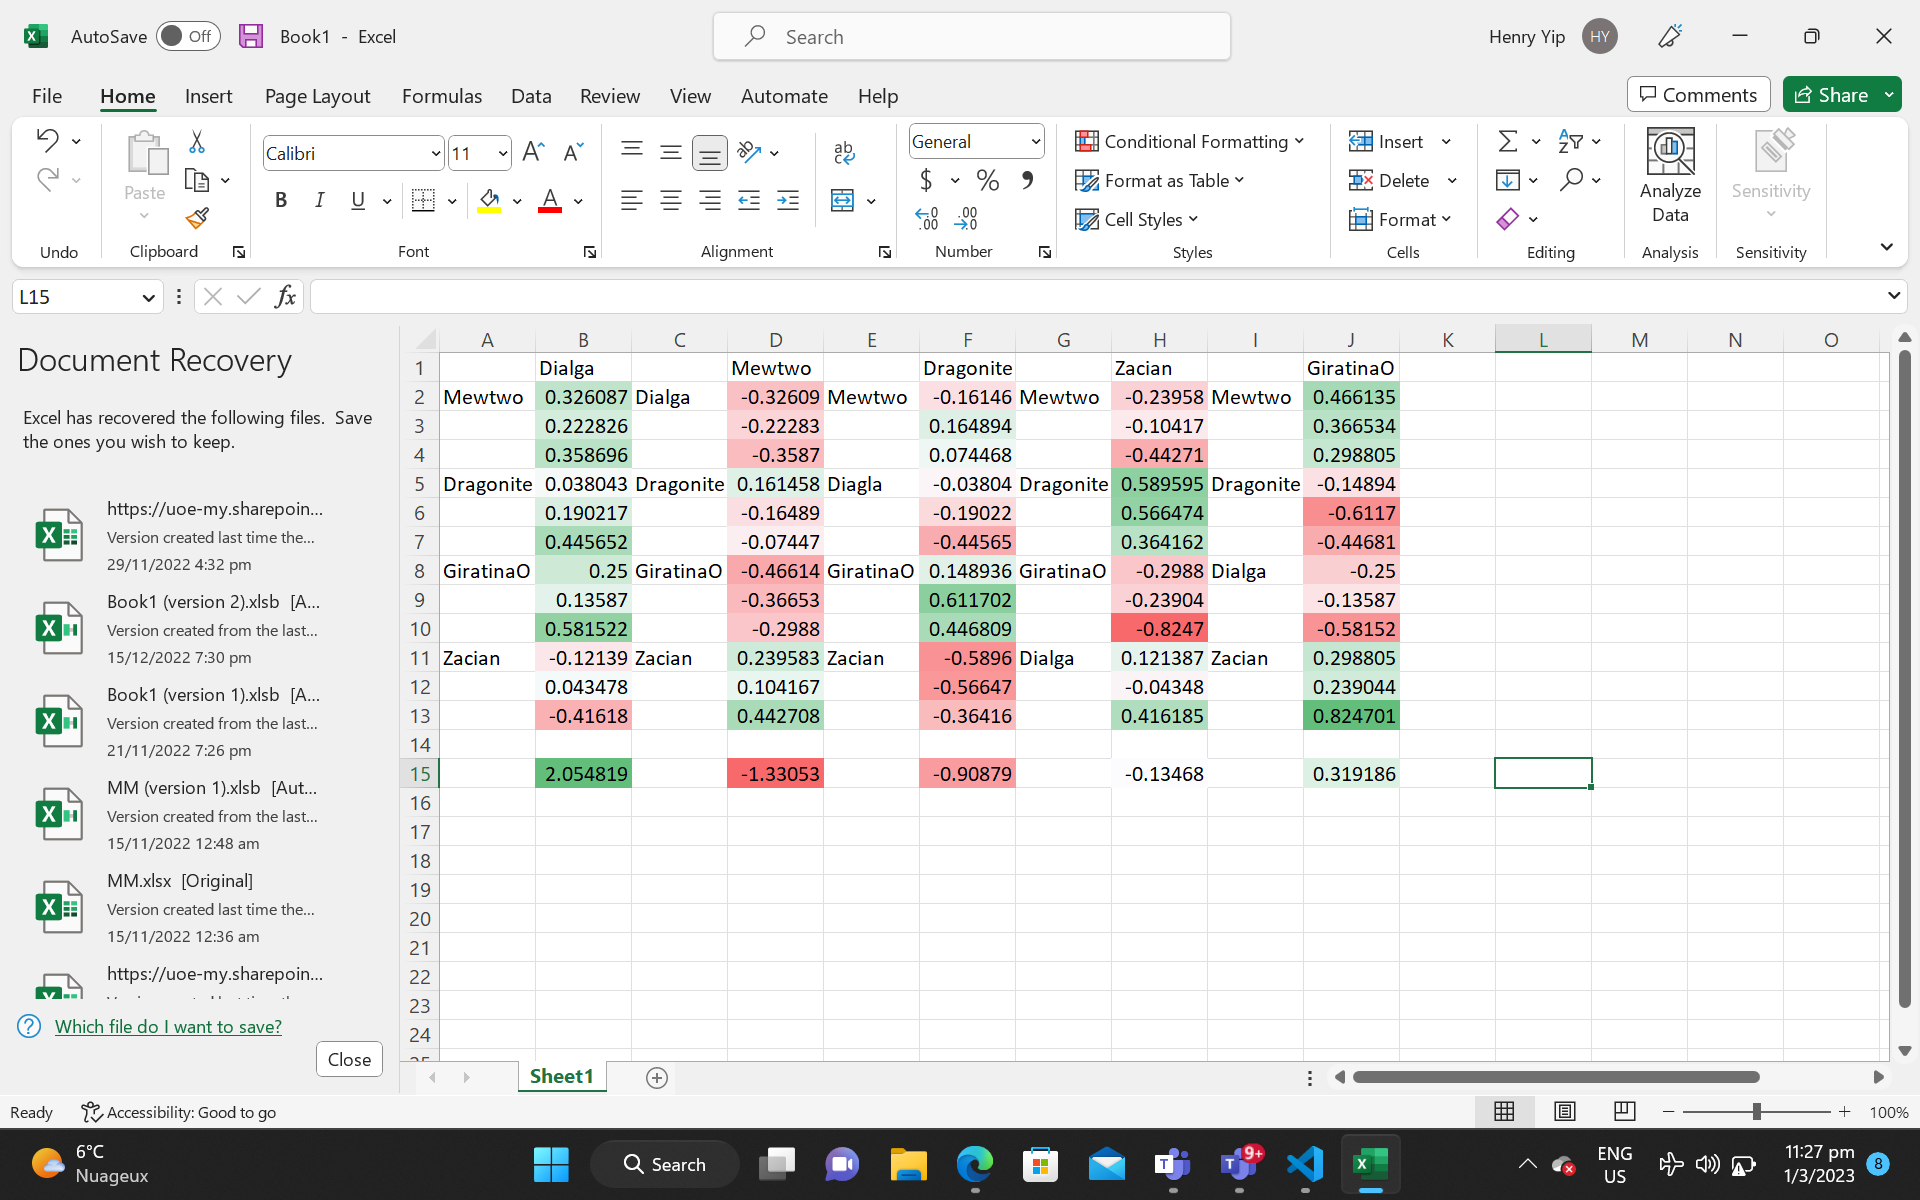 AutoSave Off Book1 - Excel Search Henry Yip HY
File Home Insert Page Layout Formulas Data Review View Automate Help Comments Share
Calibri 11 General Conditional Formatting Insert
Paste B I U $ % Format as Table Delete Analyze Data Sensitivity
Cell Styles Format
Undo Clipboard Font Alignment Number Styles Cells Editing Analysis Sensitivity
L15 fx
Document Recovery
Excel has recovered the following files. Save
the ones you wish to keep.
https://uoe-my.sharepoin...
Version created last time the...
29/11/2022 4:32 pm
Book1 (version 2).xlsb [A...
Version created from the last...
15/12/2022 7:30 pm
Book1 (version 1).xlsb [A...
Version created from the last...
21/11/2022 7:26 pm
MM (version 1).xlsb [Aut...
Version created from the last...
15/11/2022 12:48 am
MM.xlsx [Original]
Version created last time the...
15/11/2022 12:36 am
https://uoe-my.sharepoin...
Which file do I want to save?
Close
A B C D E F G H I J K L M N O
1 Dialga Mewtwo Dragonite Zacian GiratinaO
2 Mewtwo 0.326087 Dialga -0.32609 Mewtwo -0.16146 Mewtwo -0.23958 Mewtwo 0.466135
3 0.222826 -0.22283 0.164894 -0.10417 0.366534
4 0.358696 -0.3587 0.074468 -0.44271 0.298805
5 Dragonite 0.038043 Dragonite 0.161458 Diagla -0.03804 Dragonite 0.589595 Dragonite -0.14894
6 0.190217 -0.16489 -0.19022 0.566474 -0.6117
7 0.445652 -0.07447 -0.44565 0.364162 -0.44681
8 GiratinaO 0.25 GiratinaO -0.46614 GiratinaO 0.148936 GiratinaO -0.2988 Dialga -0.25
9 0.13587 -0.36653 0.611702 -0.23904 -0.13587
10 0.581522 -0.2988 0.446809 -0.8247 -0.58152
11 Zacian -0.12139 Zacian 0.239583 Zacian -0.5896 Dialga 0.121387 Zacian 0.298805
12 0.043478 0.104167 -0.56647 -0.04348 0.239044
13 -0.41618 0.442708 -0.36416 0.416185 0.824701
14
15 2.054819 -1.33053 -0.90879 -0.13468 0.319186
16
17
18
19
20
21
22
23
24
Sheet1
Ready Accessibility: Good to go 100%
6°C
Nuageux
Search
9+
ENG
US
11:27 pm
1/3/2023
8